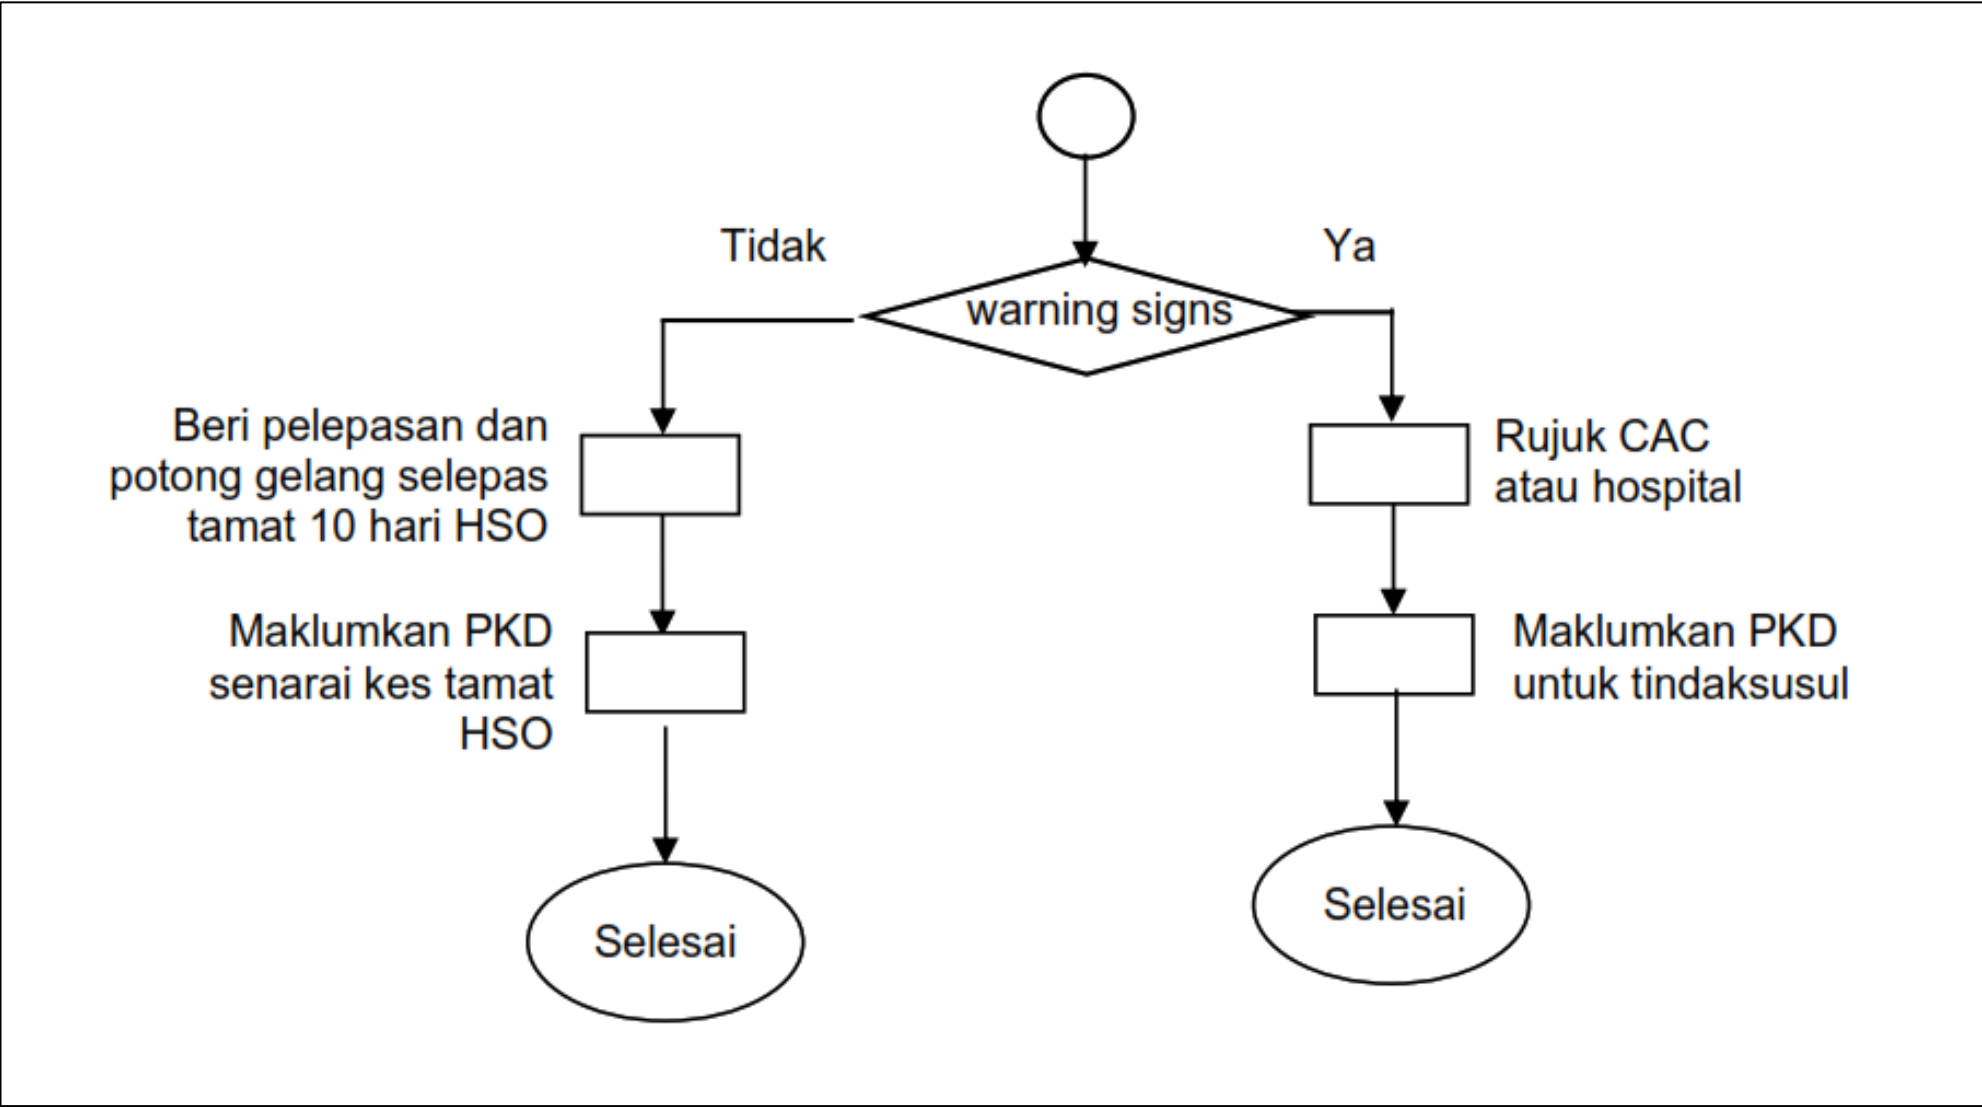 Tidak
Ya
warning signs
Beri pelepasan dan
potong gelang selepas
tamat 10 hari HSO
Rujuk CAC
atau hospital
Maklumkan PKD
senarai kes tamat
HSO
Maklumkan PKD
untuk tindaksusul
Selesai
Selesai